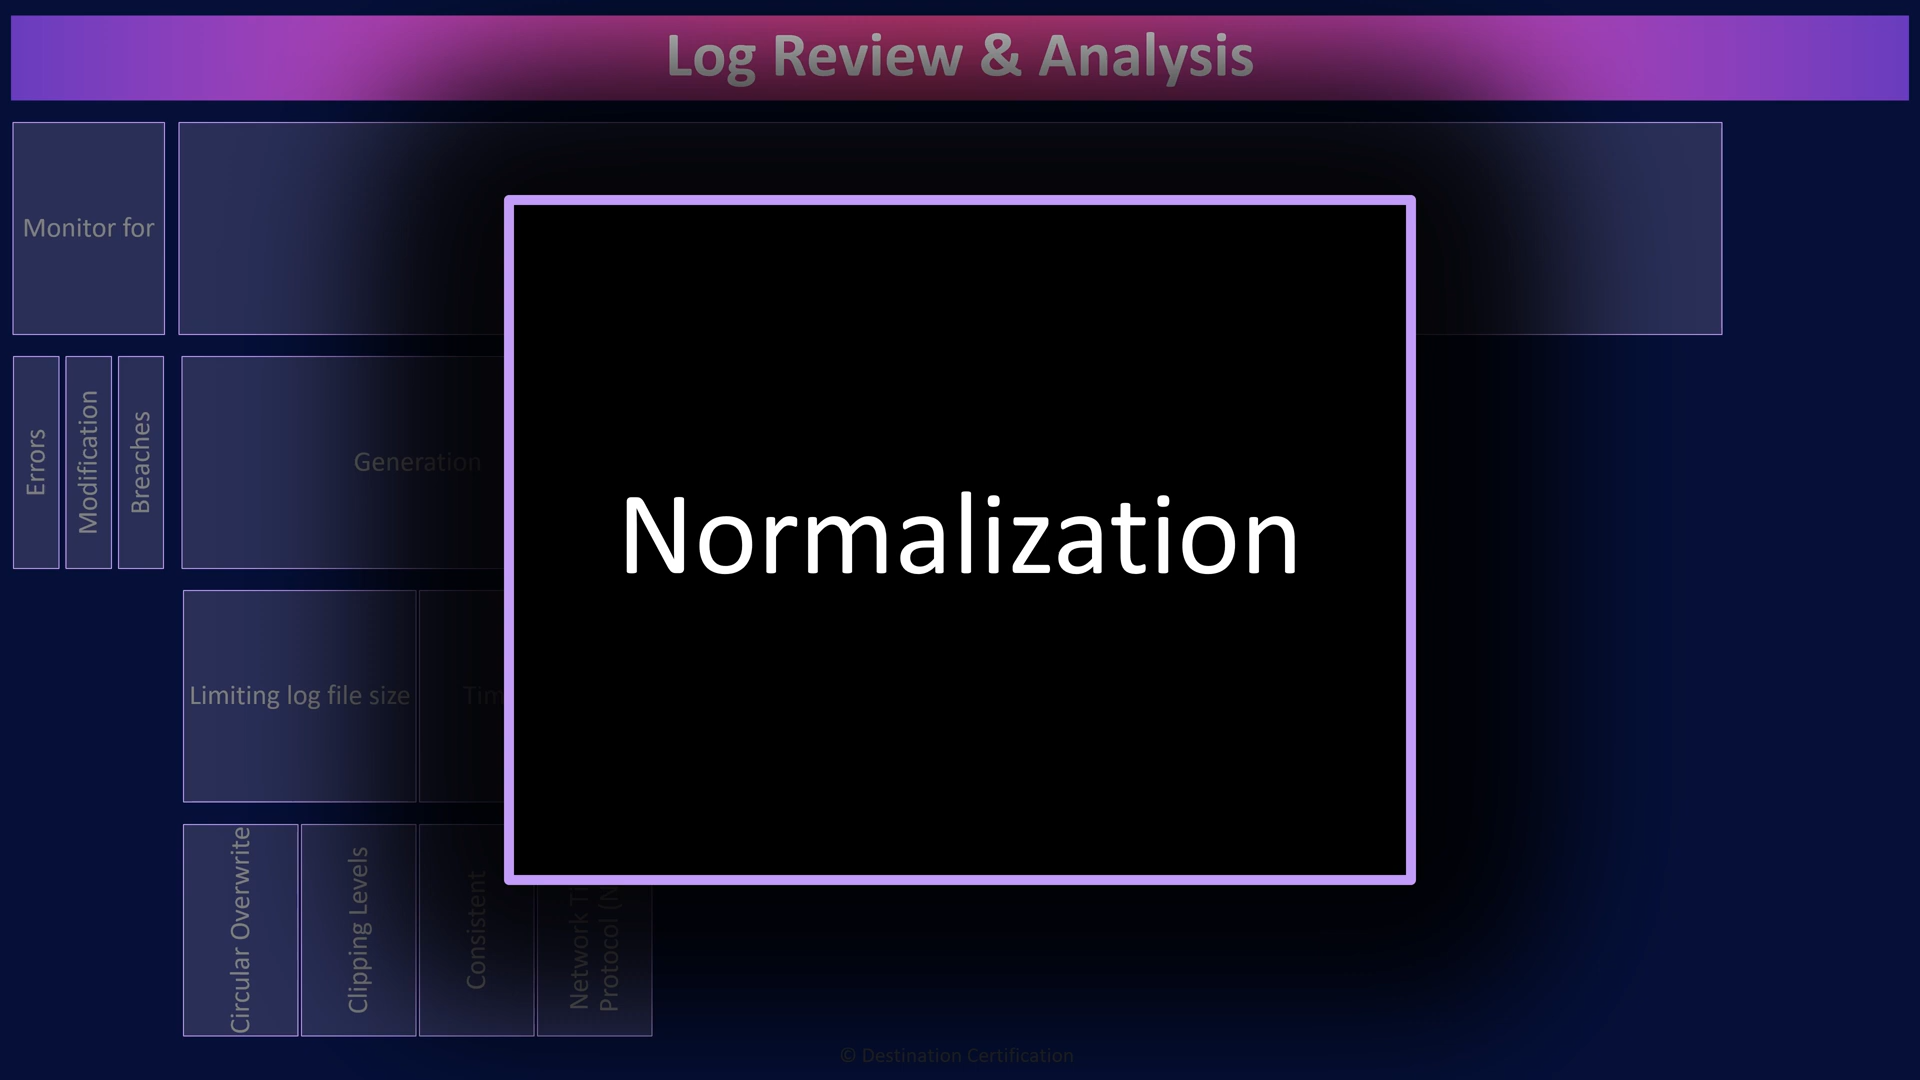 Log Review & Analysis
Monitor for
Errors
Modification
Breaches
Generation
Normalization
Limiting log file size
Circular Overwrite
Clipping Levels
Consistent
Network
Protocol
© Destination Certification